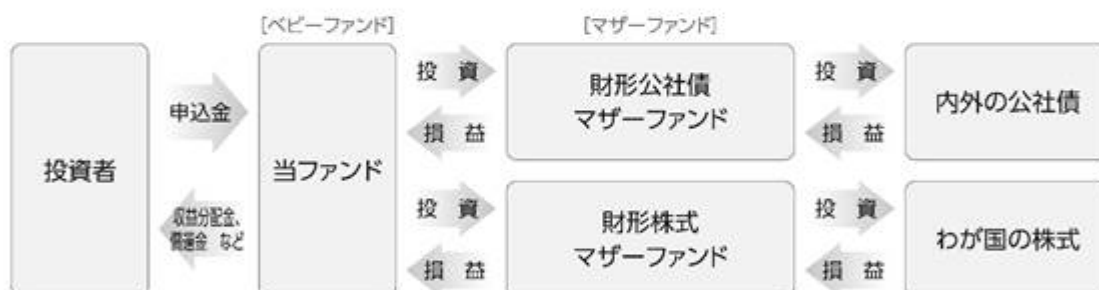 [ベビーファンド]
[マザーファンド]
投資者
申込金
収益分配金、
償還金 など
当ファンド
投 資
損 益
財形公社債
マザーファンド
投 資
損 益
内外の公社債
投 資
損 益
財形株式
マザーファンド
投 資
損 益
わが国の株式